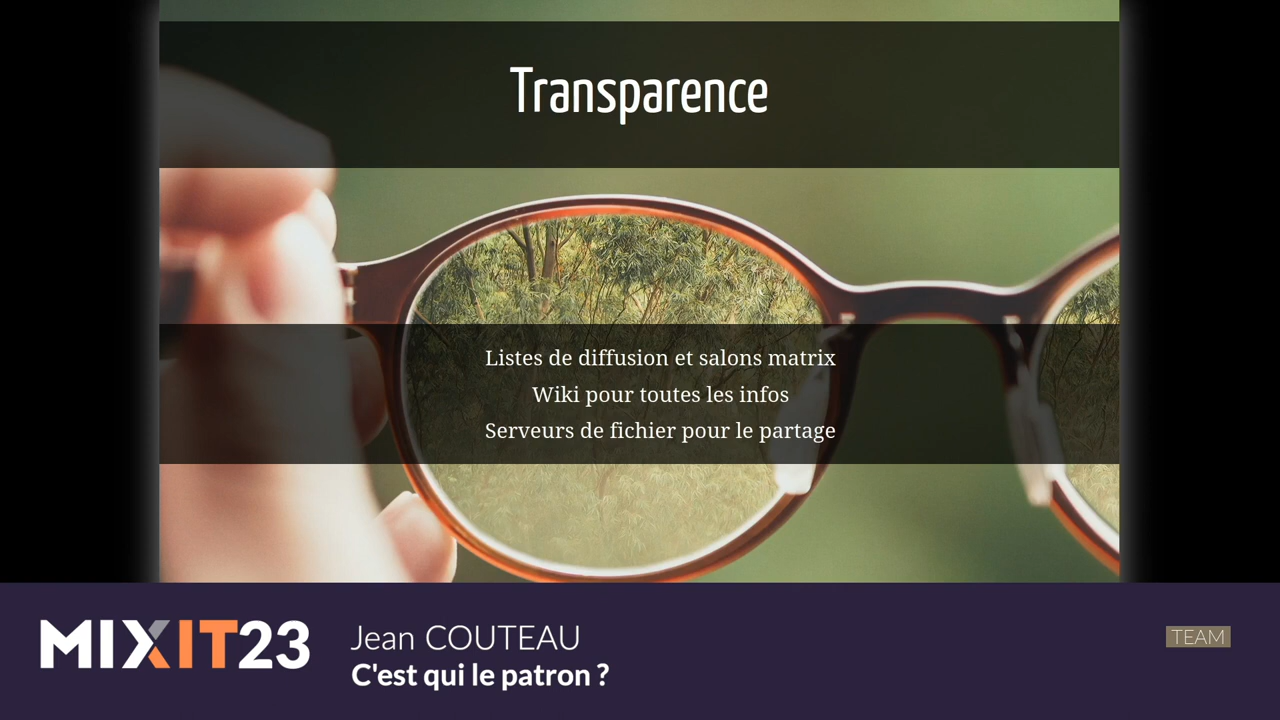 Transparence
Listes de diffusion et salons matrix
Wiki pour toutes les infos
Serveurs de fichier pour le partage
MIXIT23
Jean COUTEAU
C'est qui le patron ?
TEAM